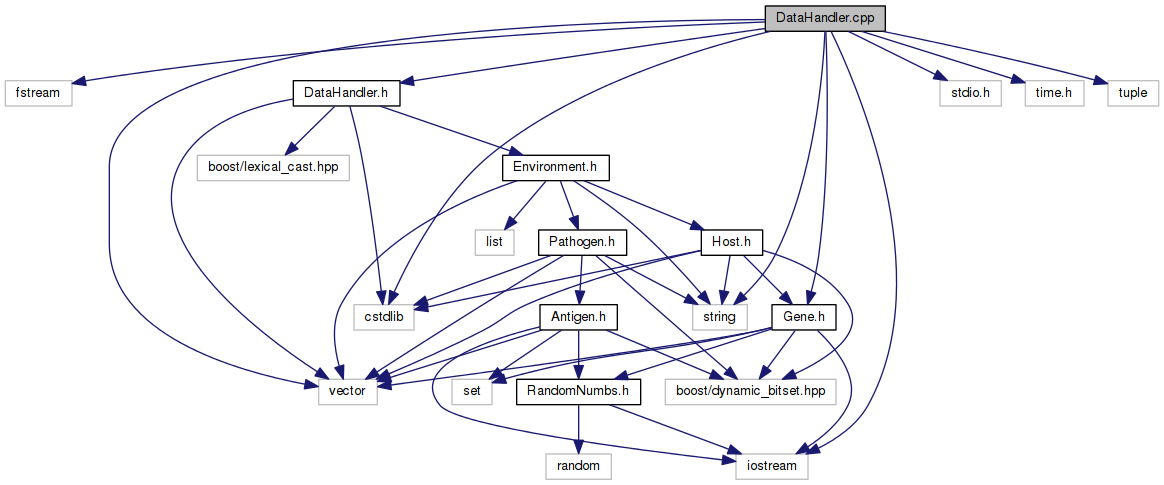 DataHandler.cpp
fstream
DataHandler.h
stdio.h
time.h
tuple
boost/lexical_cast.hpp
Environment.h
list
Pathogen.h
Host.h
cstdlib
Antigen.h
string
Gene.h
vector
set
RandomNumbs.h
boost/dynamic_bitset.hpp
random
iostream